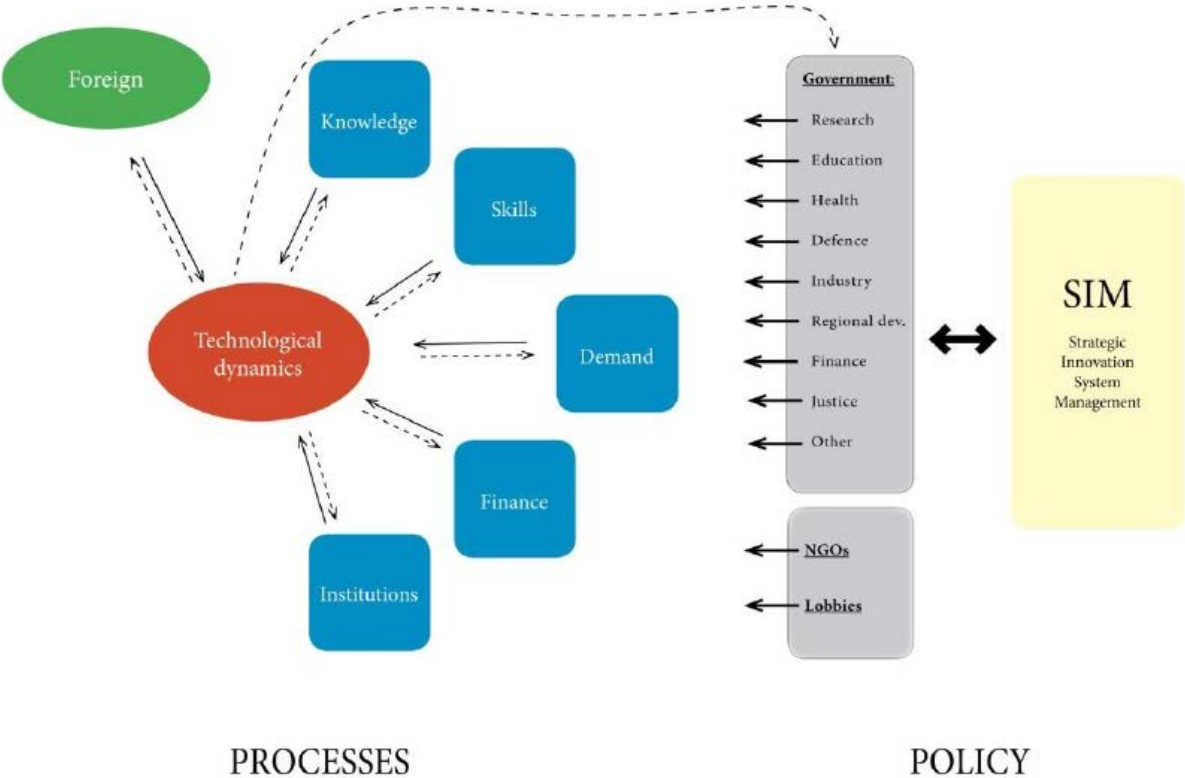 Foreign
Knowledge
Skills
Technological
dynamics
Demand
Finance
Institutions
Government:
Research
Education
Health
Defence
Industry
Regional dev.
Finance
Justice
Other
NGOs
Lobbies
SIM
Strategic
Innovation
System
Management
PROCESSES
POLICY